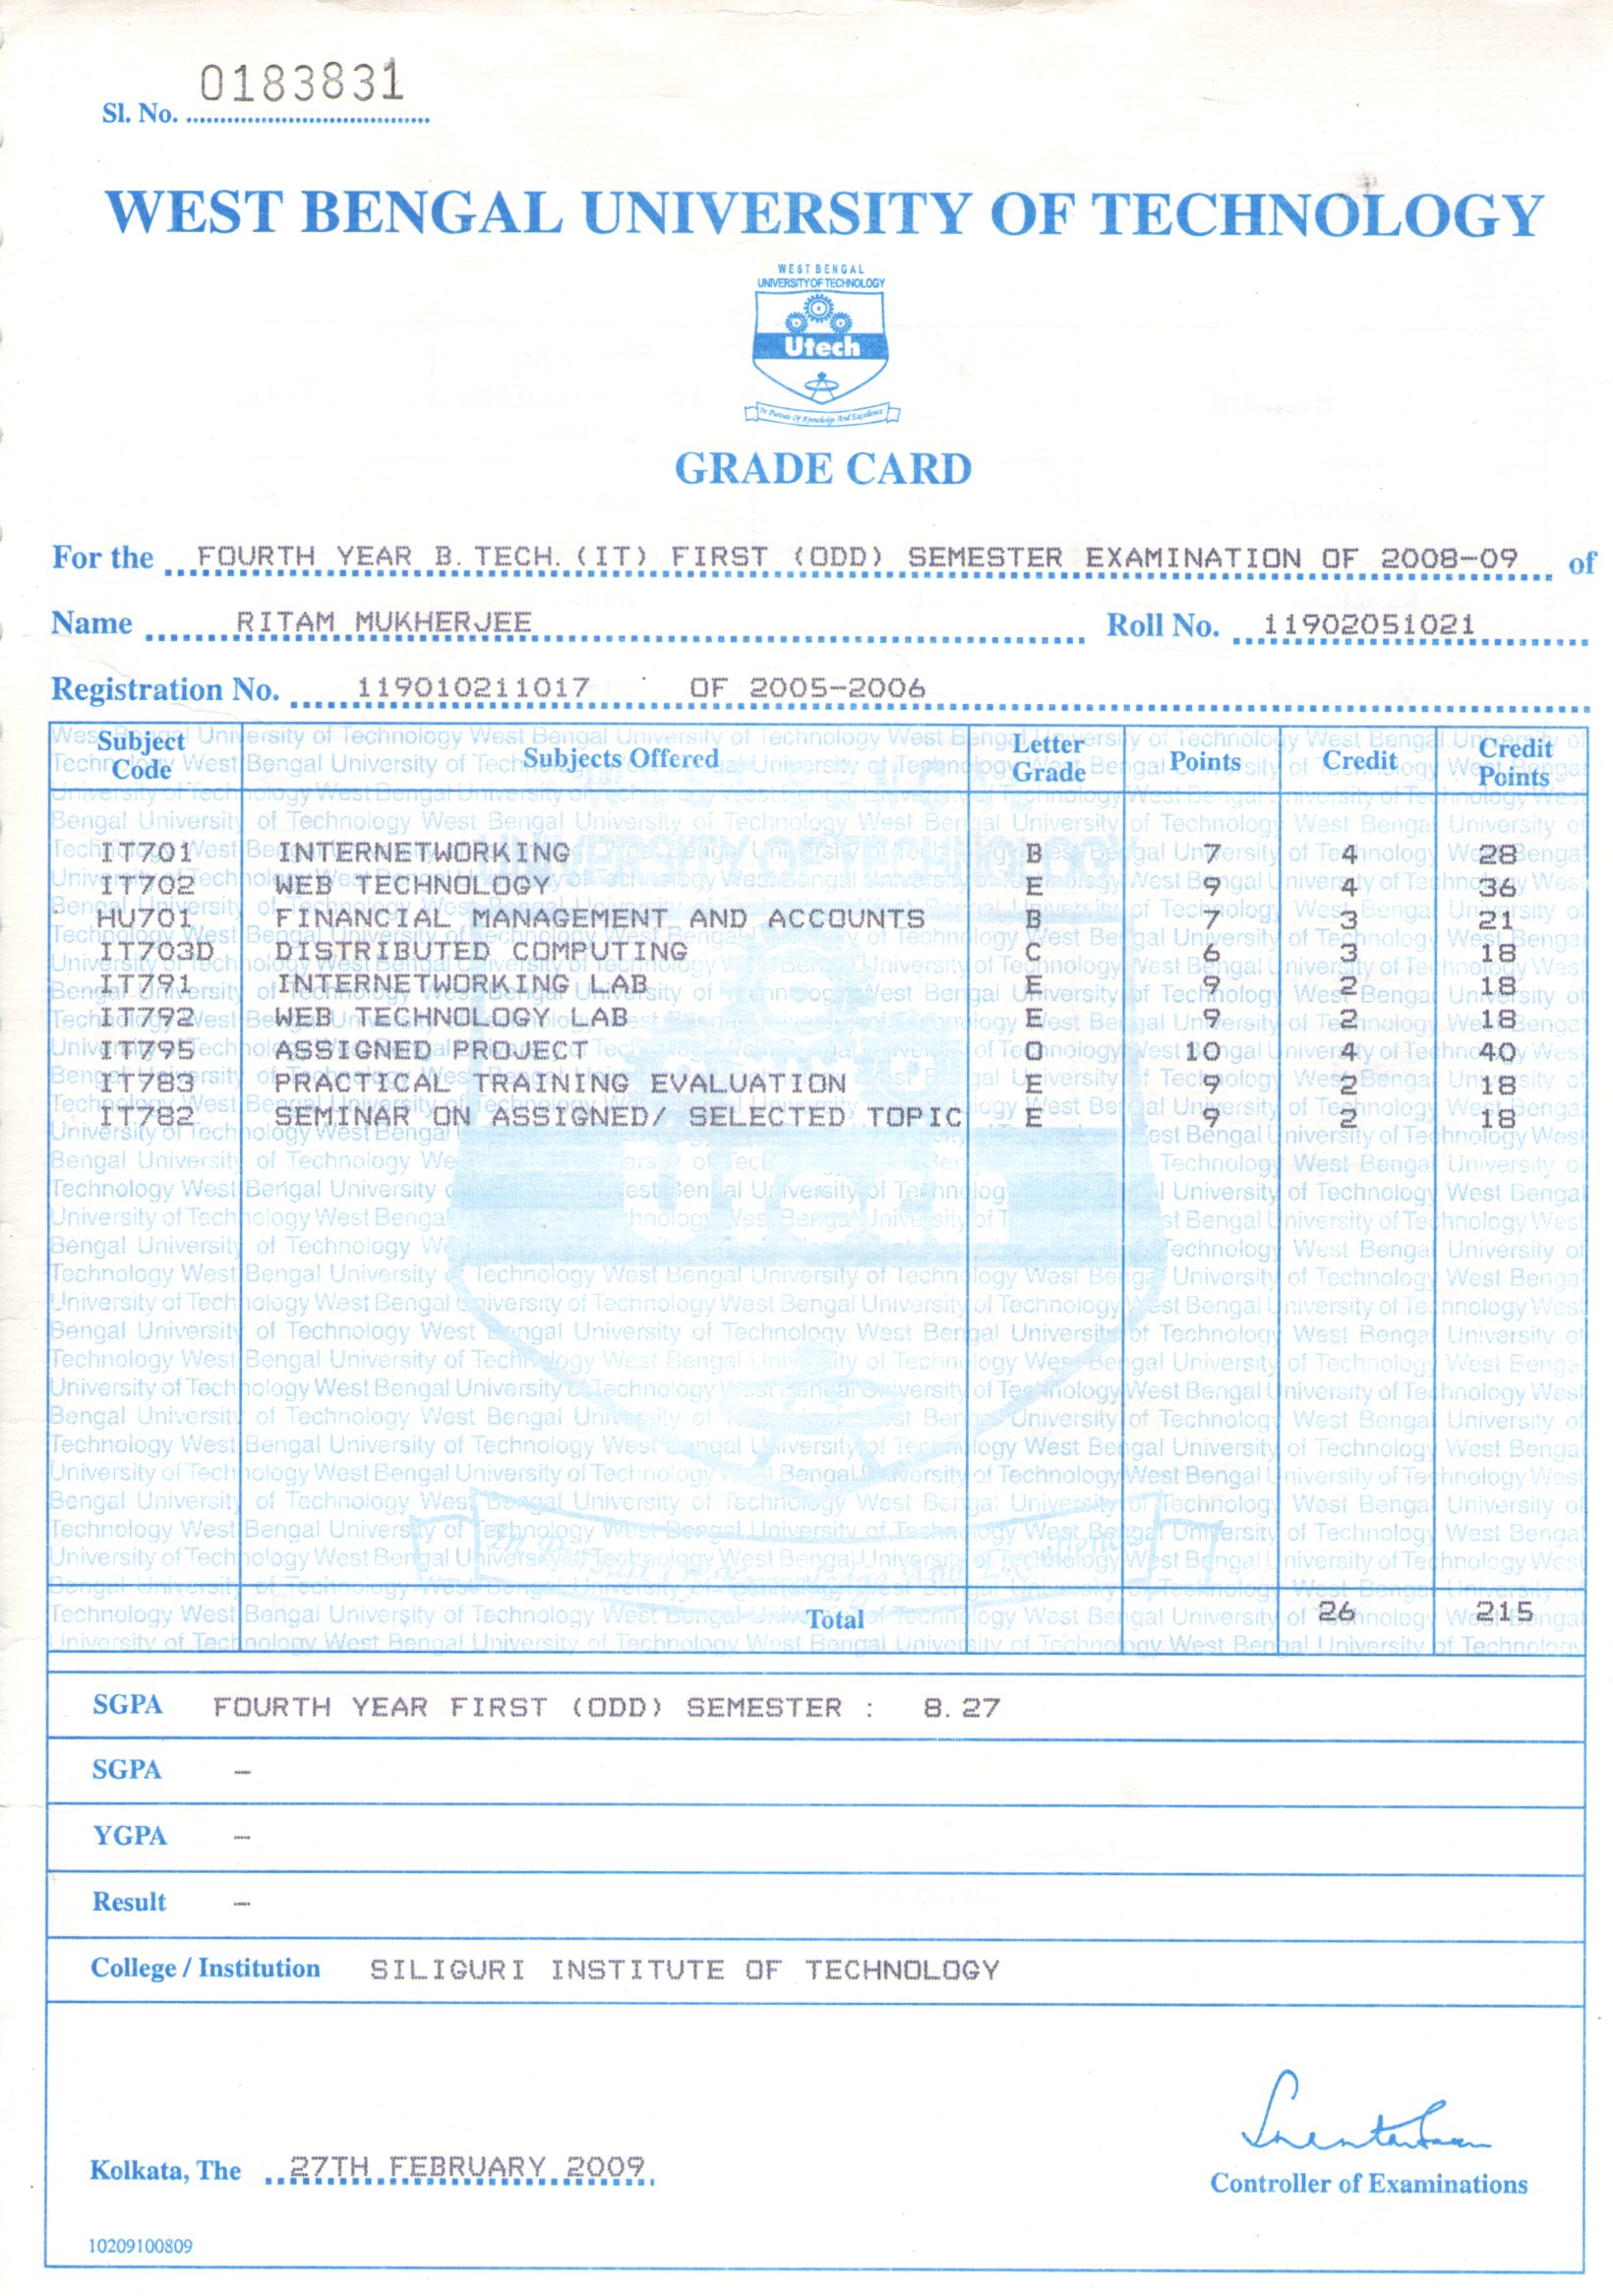 Sl. No. 0183831
WEST BENGAL UNIVERSITY OF TECHNOLOGY
WEST BENGAL
UNIVERSITY OF TECHNOLOGY
Utech
In Pursuit Of Knowledge And Excellence
GRADE CARD
For the FOURTH YEAR B.TECH.(IT) FIRST (ODD) SEMESTER EXAMINATION OF 2008-09 of
Name RITAM MUKHERJEE Roll No. 11902051021
Registration No. 119010211017 OF 2005-2006
Subject Code Subjects Offered Letter Grade Points Credit Credit Points
IT701 INTERNETWORKING B 7 4 28
IT702 WEB TECHNOLOGY E 9 4 36
HU701 FINANCIAL MANAGEMENT AND ACCOUNTS B 7 3 21
IT703D DISTRIBUTED COMPUTING C 6 3 18
IT791 INTERNETWORKING LAB E 9 2 18
IT792 WEB TECHNOLOGY LAB E 9 2 18
IT795 ASSIGNED PROJECT O 10 4 40
IT783 PRACTICAL TRAINING EVALUATION E 9 2 18
IT782 SEMINAR ON ASSIGNED/ SELECTED TOPIC E 9 2 18
Total 26 215
SGPA FOURTH YEAR FIRST (ODD) SEMESTER : 8.27
SGPA -
YGPA -
Result -
College / Institution SILIGURI INSTITUTE OF TECHNOLOGY
Kolkata, The 27TH FEBRUARY 2009
Controller of Examinations
10209100809